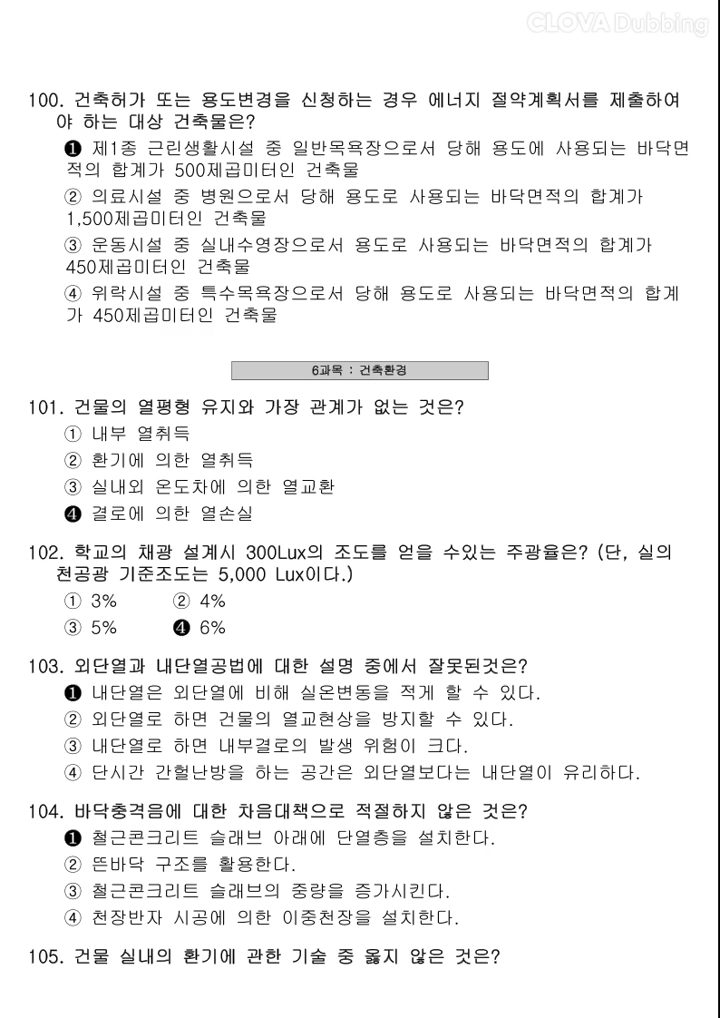 CLOVA Dubbing
100. 건축허가 또는 용도변경을 신청하는 경우 에너지 절약계획서를 제출하여
야 하는 대상 건축물은?
❶ 제1종 근린생활시설 중 일반목욕장으로서 당해 용도에 사용되는 바닥면
적의 합계가 500제곱미터인 건축물
② 의료시설 중 병원으로서 당해 용도로 사용되는 바닥면적의 합계가
1,500제곱미터인 건축물
③ 운동시설 중 실내수영장으로서 용도로 사용되는 바닥면적의 합계가
450제곱미터인 건축물
④ 위락시설 중 특수목욕장으로서 당해 용도로 사용되는 바닥면적의 합계
가 450제곱미터인 건축물
6과목 : 건축환경
101. 건물의 열평형 유지와 가장 관계가 없는 것은?
① 내부 열취득
② 환기에 의한 열취득
③ 실내외 온도차에 의한 열교환
❹ 결로에 의한 열손실
102. 학교의 채광 설계시 300Lux의 조도를 얻을 수있는 주광율은? (단, 실의
천공광 기준조도는 5,000 Lux이다.)
① 3% ② 4%
③ 5% ❹ 6%
103. 외단열과 내단열공법에 대한 설명 중에서 잘못된것은?
❶ 내단열은 외단열에 비해 실온변동을 적게 할 수 있다.
② 외단열로 하면 건물의 열교현상을 방지할 수 있다.
③ 내단열로 하면 내부결로의 발생 위험이 크다.
④ 단시간 간헐난방을 하는 공간은 외단열보다는 내단열이 유리하다.
104. 바닥충격음에 대한 차음대책으로 적절하지 않은 것은?
❶ 철근콘크리트 슬래브 아래에 단열층을 설치한다.
② 뜬바닥 구조를 활용한다.
③ 철근콘크리트 슬래브의 중량을 증가시킨다.
④ 천장반자 시공에 의한 이중천장을 설치한다.
105. 건물 실내의 환기에 관한 기술 중 옳지 않은 것은?